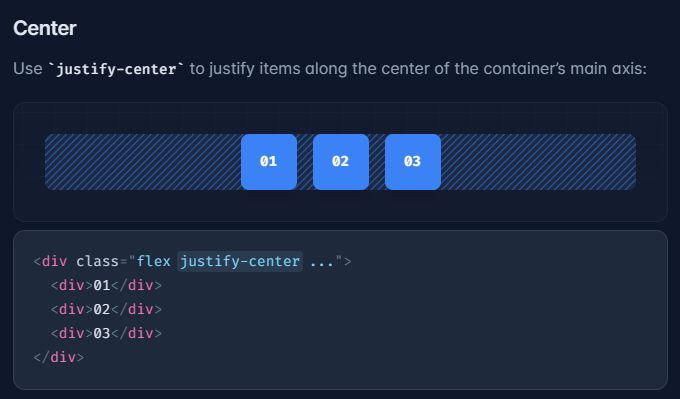 Center
Use `justify-center` to justify items along the center of the container's main axis:
01 02 03
<div class="flex justify-center ...">
  <div>01</div>
  <div>02</div>
  <div>03</div>
</div>